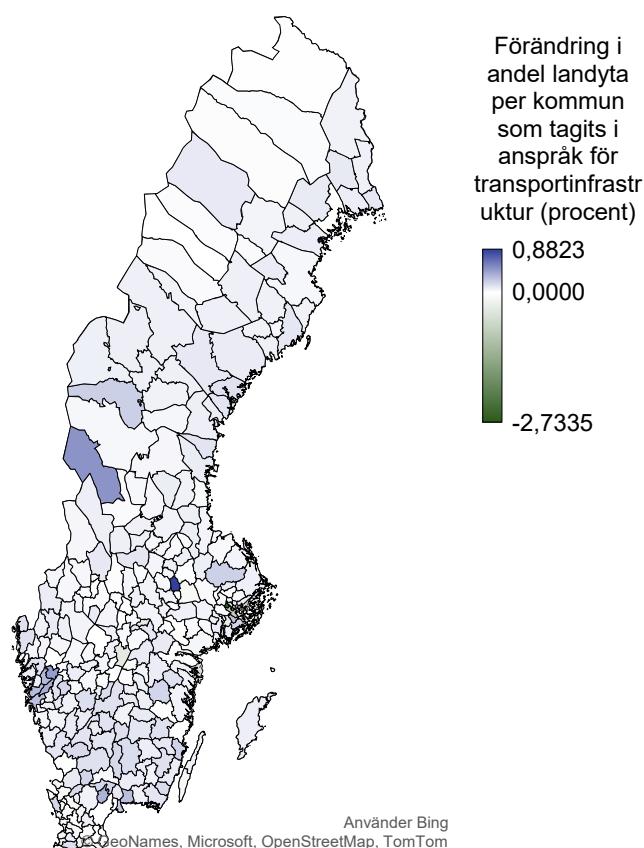 Förändring i
andel landyta
per kommun
som tagits i
anspråk för
transportinfrastr
uktur (procent)
0,8823
0,0000
-2,7335
Använder Bing
© GeoNames, Microsoft, OpenStreetMap, TomTom